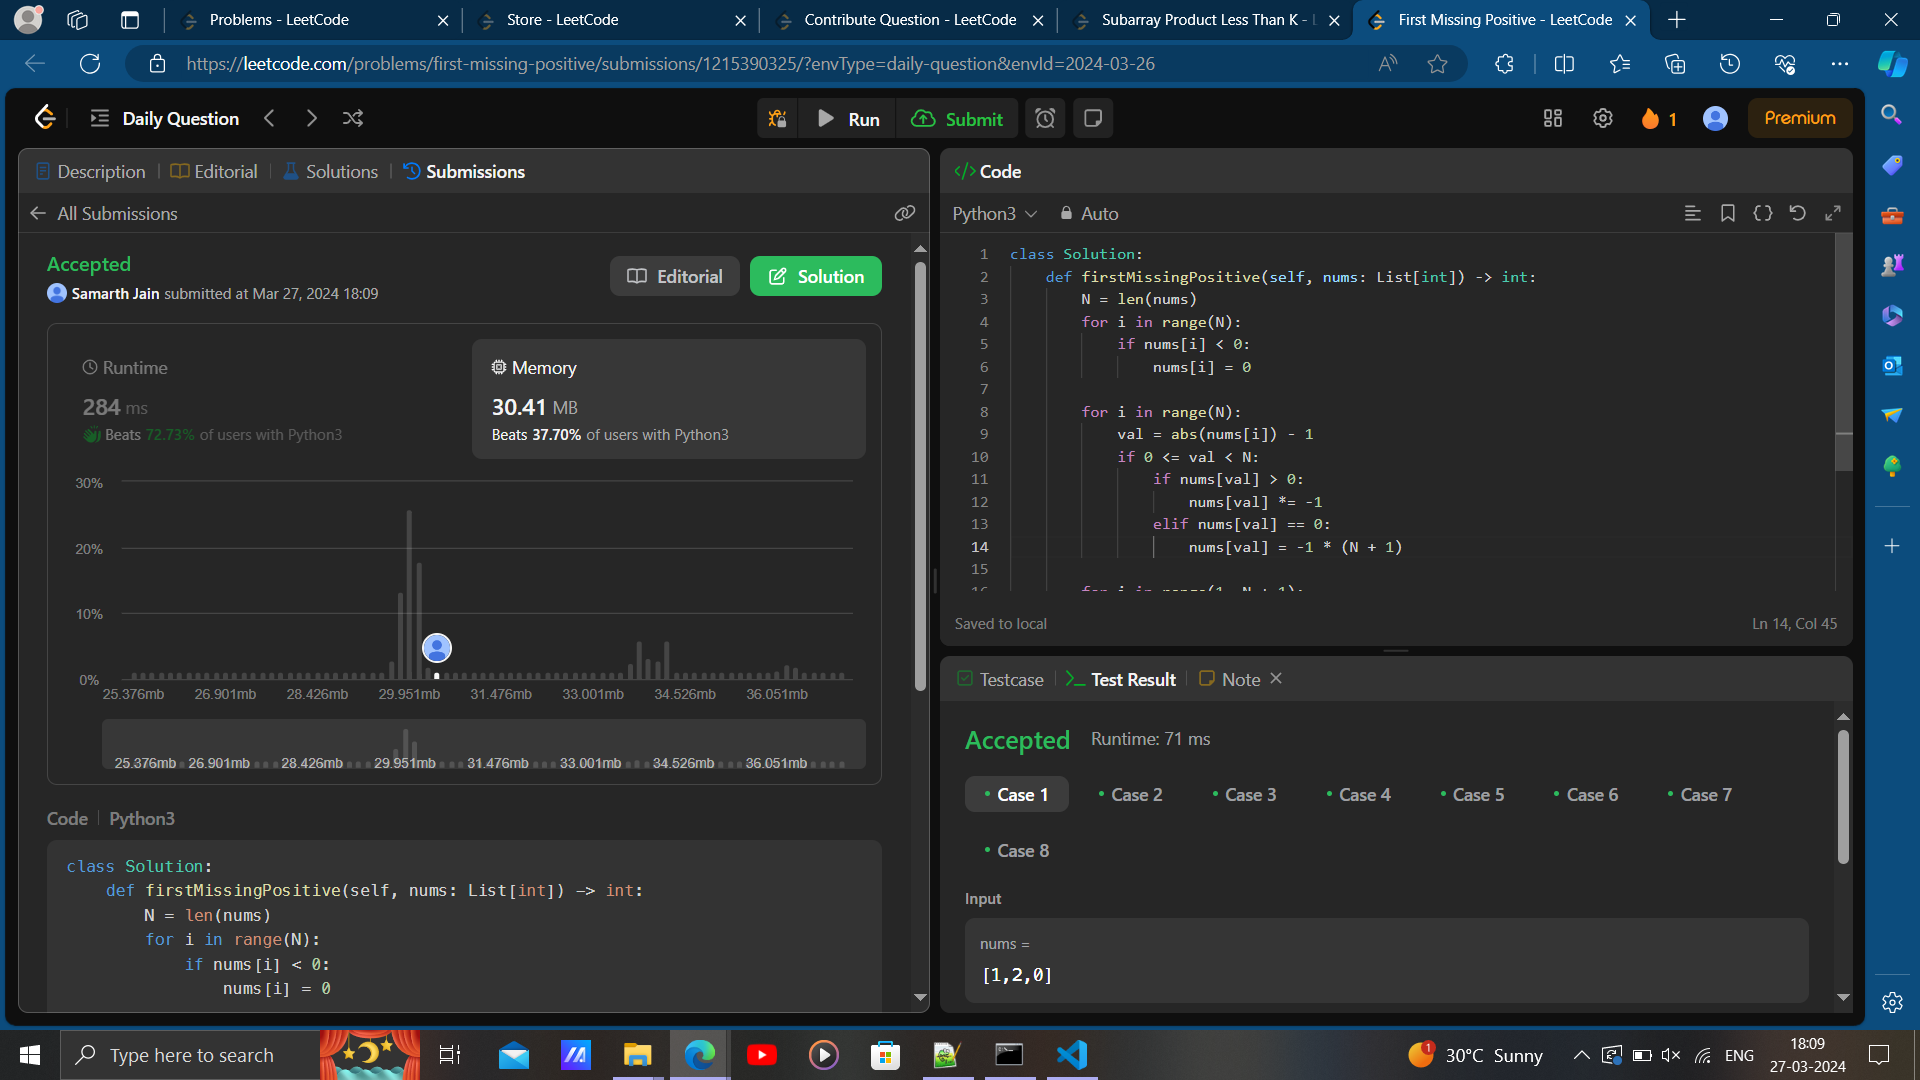 Problems - LeetCode
Store - LeetCode
Contribute Question - LeetCode
Subarray Product Less Than K - L
First Missing Positive - LeetCode
https://leetcode.com/problems/first-missing-positive/submissions/1215390325/?envType=daily-question&envId=2024-03-26
Daily Question
Run
Submit
1
Premium
Description
Editorial
Solutions
Submissions
All Submissions
Accepted
Samarth Jain submitted at Mar 27, 2024 18:09
Editorial
Solution
Runtime
284 ms
Beats 72.73% of users with Python3
Memory
30.41 MB
Beats 37.70% of users with Python3
30%
20%
10%
0%
25.376mb 26.901mb 28.426mb 29.951mb 31.476mb 33.001mb 34.526mb 36.051mb
25.376mb 26.901mb 28.426mb 29.951mb 31.476mb 33.001mb 34.526mb 36.051mb
Code
Python3
class Solution:
def firstMissingPositive(self, nums: List[int]) -> int:
N = len(nums)
for i in range(N):
if nums[i] < 0:
nums[i] = 0
Code
Python3
Auto
1 class Solution:
2 def firstMissingPositive(self, nums: List[int]) -> int:
3 N = len(nums)
4 for i in range(N):
5 if nums[i] < 0:
6 nums[i] = 0
7
8 for i in range(N):
9 val = abs(nums[i]) - 1
10 if 0 <= val < N:
11 if nums[val] > 0:
12 nums[val] *= -1
13 elif nums[val] == 0:
14 nums[val] = -1 * (N + 1)
15
16 for i in range(1, N + 1):
Saved to local
Ln 14, Col 45
Testcase
Test Result
Note
Accepted
Runtime: 71 ms
Case 1
Case 2
Case 3
Case 4
Case 5
Case 6
Case 7
Case 8
Input
nums =
[1,2,0]
Type here to search
1
30°C Sunny
ENG
18:09
27-03-2024